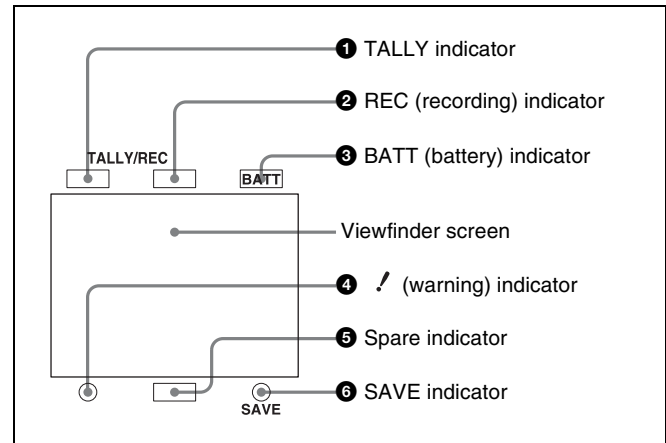 ❶ TALLY indicator
❷ REC (recording) indicator
❸ BATT (battery) indicator
TALLY/REC
BATT
Viewfinder screen
❹ ! (warning) indicator
❺ Spare indicator
❻ SAVE indicator
SAVE